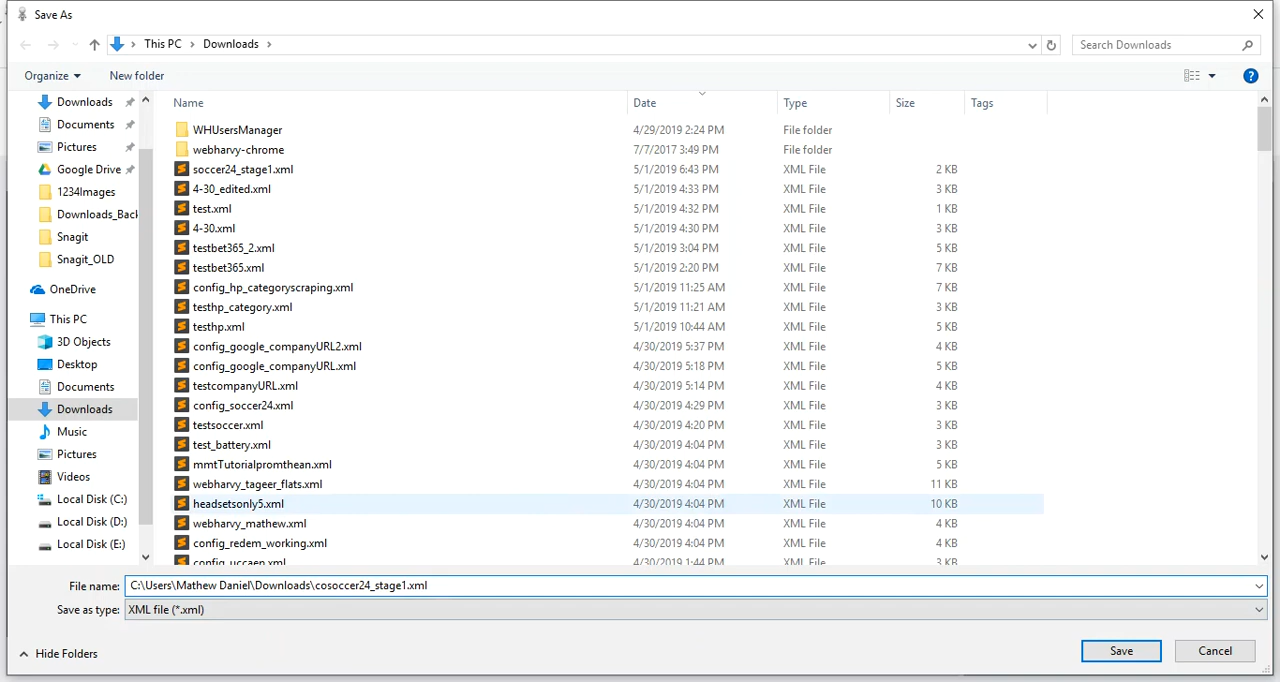 Save As
This PC > Downloads >
Search Downloads
Organize New folder
Name Date Type Size Tags
Downloads
Documents
Pictures
Google Drive
1234Images
Downloads_Back
Snagit
Snagit_OLD
OneDrive
This PC
3D Objects
Desktop
Documents
Downloads
Music
Pictures
Videos
Local Disk (C:)
Local Disk (D:)
Local Disk (E:)
WHUsersManager 4/29/2019 2:24 PM File folder
webharvy-chrome 7/7/2017 3:49 PM File folder
soccer24_stage1.xml 5/1/2019 6:43 PM XML File 2 KB
4-30_edited.xml 5/1/2019 4:33 PM XML File 3 KB
test.xml 5/1/2019 4:32 PM XML File 1 KB
4-30.xml 5/1/2019 4:30 PM XML File 3 KB
testbet365_2.xml 5/1/2019 3:04 PM XML File 5 KB
testbet365.xml 5/1/2019 2:20 PM XML File 7 KB
config_hp_categoryscraping.xml 5/1/2019 11:25 AM XML File 7 KB
testhp_category.xml 5/1/2019 11:21 AM XML File 3 KB
testhp.xml 5/1/2019 10:44 AM XML File 5 KB
config_google_companyURL2.xml 4/30/2019 5:37 PM XML File 4 KB
config_google_companyURL.xml 4/30/2019 5:18 PM XML File 5 KB
testcompanyURL.xml 4/30/2019 5:14 PM XML File 4 KB
config_soccer24.xml 4/30/2019 4:29 PM XML File 3 KB
testsoccer.xml 4/30/2019 4:20 PM XML File 3 KB
test_battery.xml 4/30/2019 4:04 PM XML File 3 KB
mmtTutorialpromthean.xml 4/30/2019 4:04 PM XML File 5 KB
webharvy_tageer_flats.xml 4/30/2019 4:04 PM XML File 11 KB
headsetsonly5.xml 4/30/2019 4:04 PM XML File 10 KB
webharvy_mathew.xml 4/30/2019 4:04 PM XML File 4 KB
config_redem_working.xml 4/30/2019 4:04 PM XML File 4 KB
config_uccaen.xml 4/30/2019 1:44 PM XML File 3 KB
File name: C:\Users\Mathew Daniel\Downloads\cosoccer24_stage1.xml
Save as type: XML file (*.xml)
Hide Folders
Save Cancel